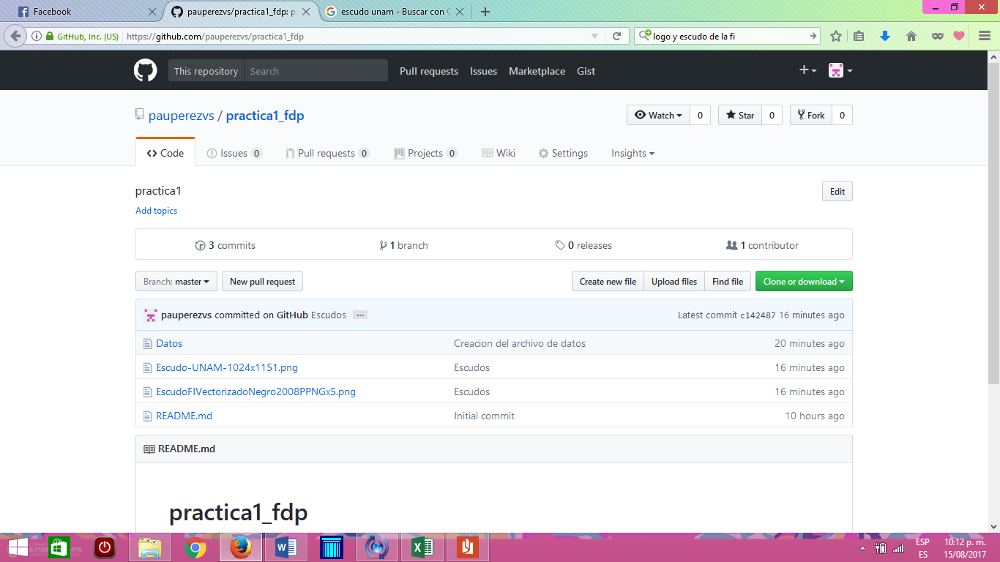 Facebook
pauperezvs/practica1_fdp: p
escudo unam - Buscar con G
GitHub, Inc. (US)
https://github.com/pauperezvs/practica1_fdp
logo y escudo de la fi
This repository
Search
Pull requests
Issues
Marketplace
Gist
pauperezvs / practica1_fdp
Watch 0
Star 0
Fork 0
Code
Issues 0
Pull requests 0
Projects 0
Wiki
Settings
Insights
practica1
Edit
Add topics
3 commits
1 branch
0 releases
1 contributor
Branch: master
New pull request
Create new file
Upload files
Find file
Clone or download
pauperezvs committed on GitHub Escudos ...
Latest commit c142487 16 minutes ago
Datos
Creacion del archivo de datos
20 minutes ago
Escudo-UNAM-1024x1151.png
Escudos
16 minutes ago
EscudoFIVectorizadoNegro2008PPNGx5.png
Escudos
16 minutes ago
README.md
Initial commit
10 hours ago
README.md
practica1_fdp
ESP
ES
10:12 p. m.
15/08/2017